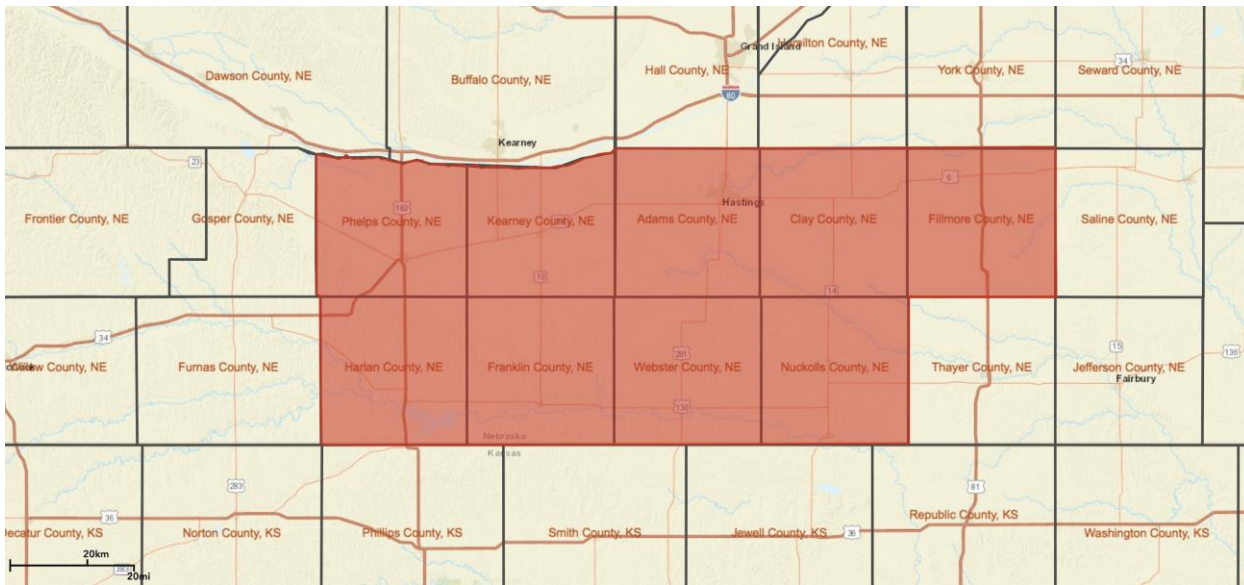 Grand Island
Hamilton County, NE
Dawson County, NE
Buffalo County, NE
Hall County, NE
York County, NE
Seward County, NE
34
80
Kearney
23
183
6
Hastings
Frontier County, NE
Gosper County, NE
Phelps County, NE
Kearney County, NE
Adams County, NE
Clay County, NE
Fillmore County, NE
Saline County, NE
10
14
34
281
15
136
w County, NE
Furnas County, NE
Harlan County, NE
Franklin County, NE
Webster County, NE
Nuckolls County, NE
Thayer County, NE
Jefferson County, NE
Fairbury
136
Nebraska
Kansas
283
81
36
Decatur County, KS
Norton County, KS
Phillips County, KS
Smith County, KS
Jewell County, KS
36
Republic County, KS
Washington County, KS
20km
383
20mi